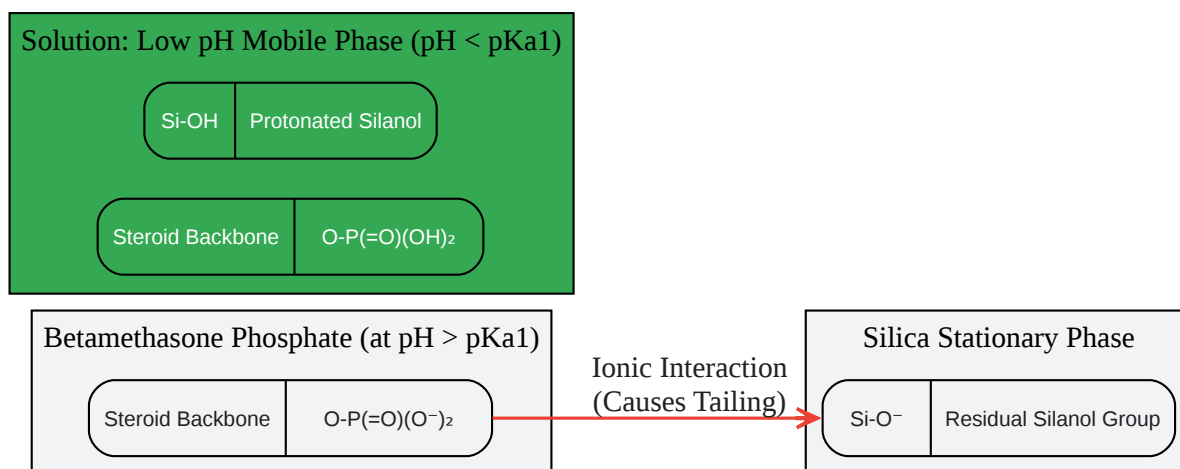 Solution: Low pH Mobile Phase (pH < pKa1)
Si-OH Protonated Silanol
Steroid Backbone O-P(=O)(OH)₂
Betamethasone Phosphate (at pH > pKa1)
Steroid Backbone O-P(=O)(O⁻)₂
Ionic Interaction
(Causes Tailing)
Silica Stationary Phase
Si-O⁻ Residual Silanol Group